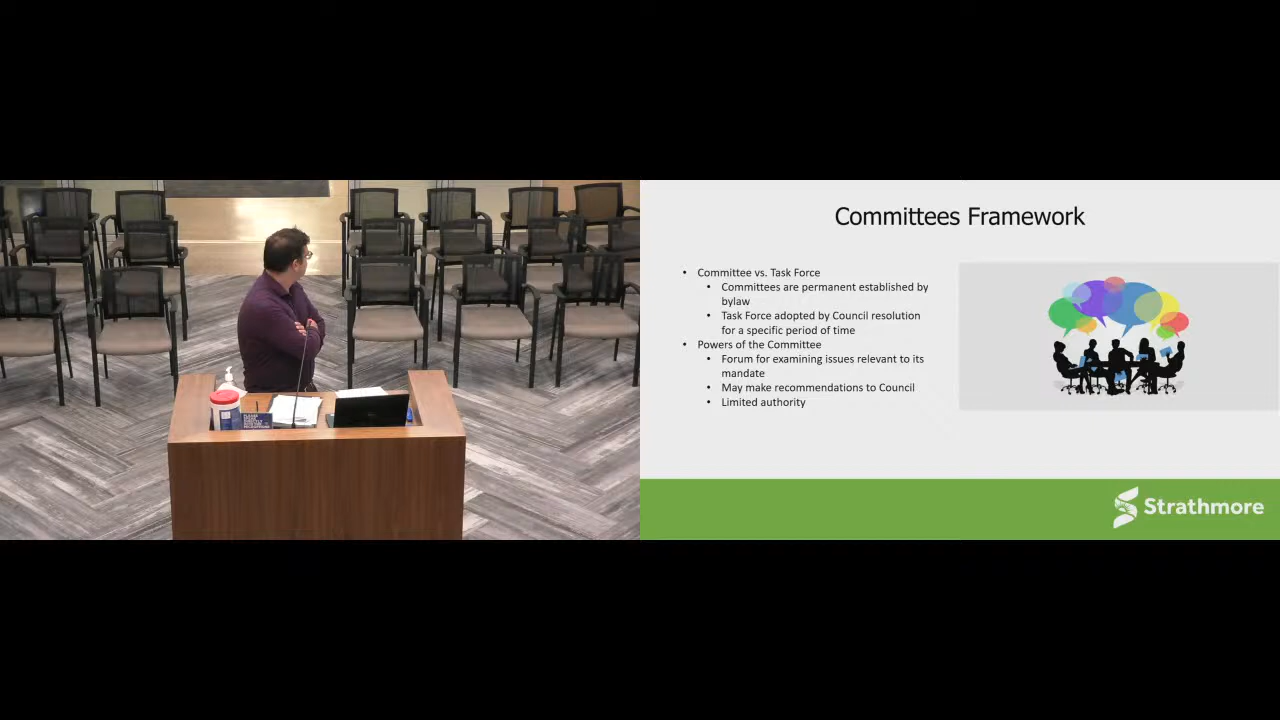 Committees Framework
• Committee vs. Task Force
• Committees are permanent established by
bylaw
• Task Force adopted by Council resolution
for a specific period of time
• Powers of the Committee
• Forum for examining issues relevant to its
mandate
• May make recommendations to Council
• Limited authority
Strathmore